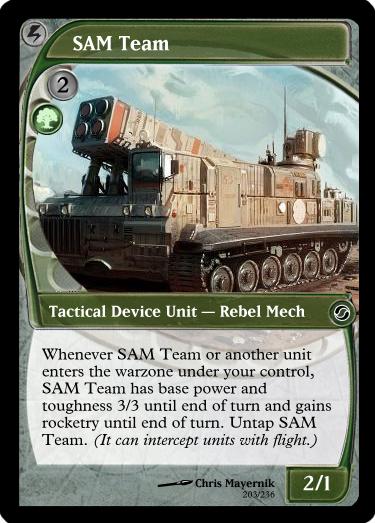 SAM Team
2
Tactical Device Unit — Rebel Mech
Whenever SAM Team or another unit
enters the warzone under your control,
SAM Team has base power and
toughness 3/3 until end of turn and gains
rocketry until end of turn. Untap SAM
Team. (It can intercept units with flight.)
Chris Mayernik
203/236
2/1